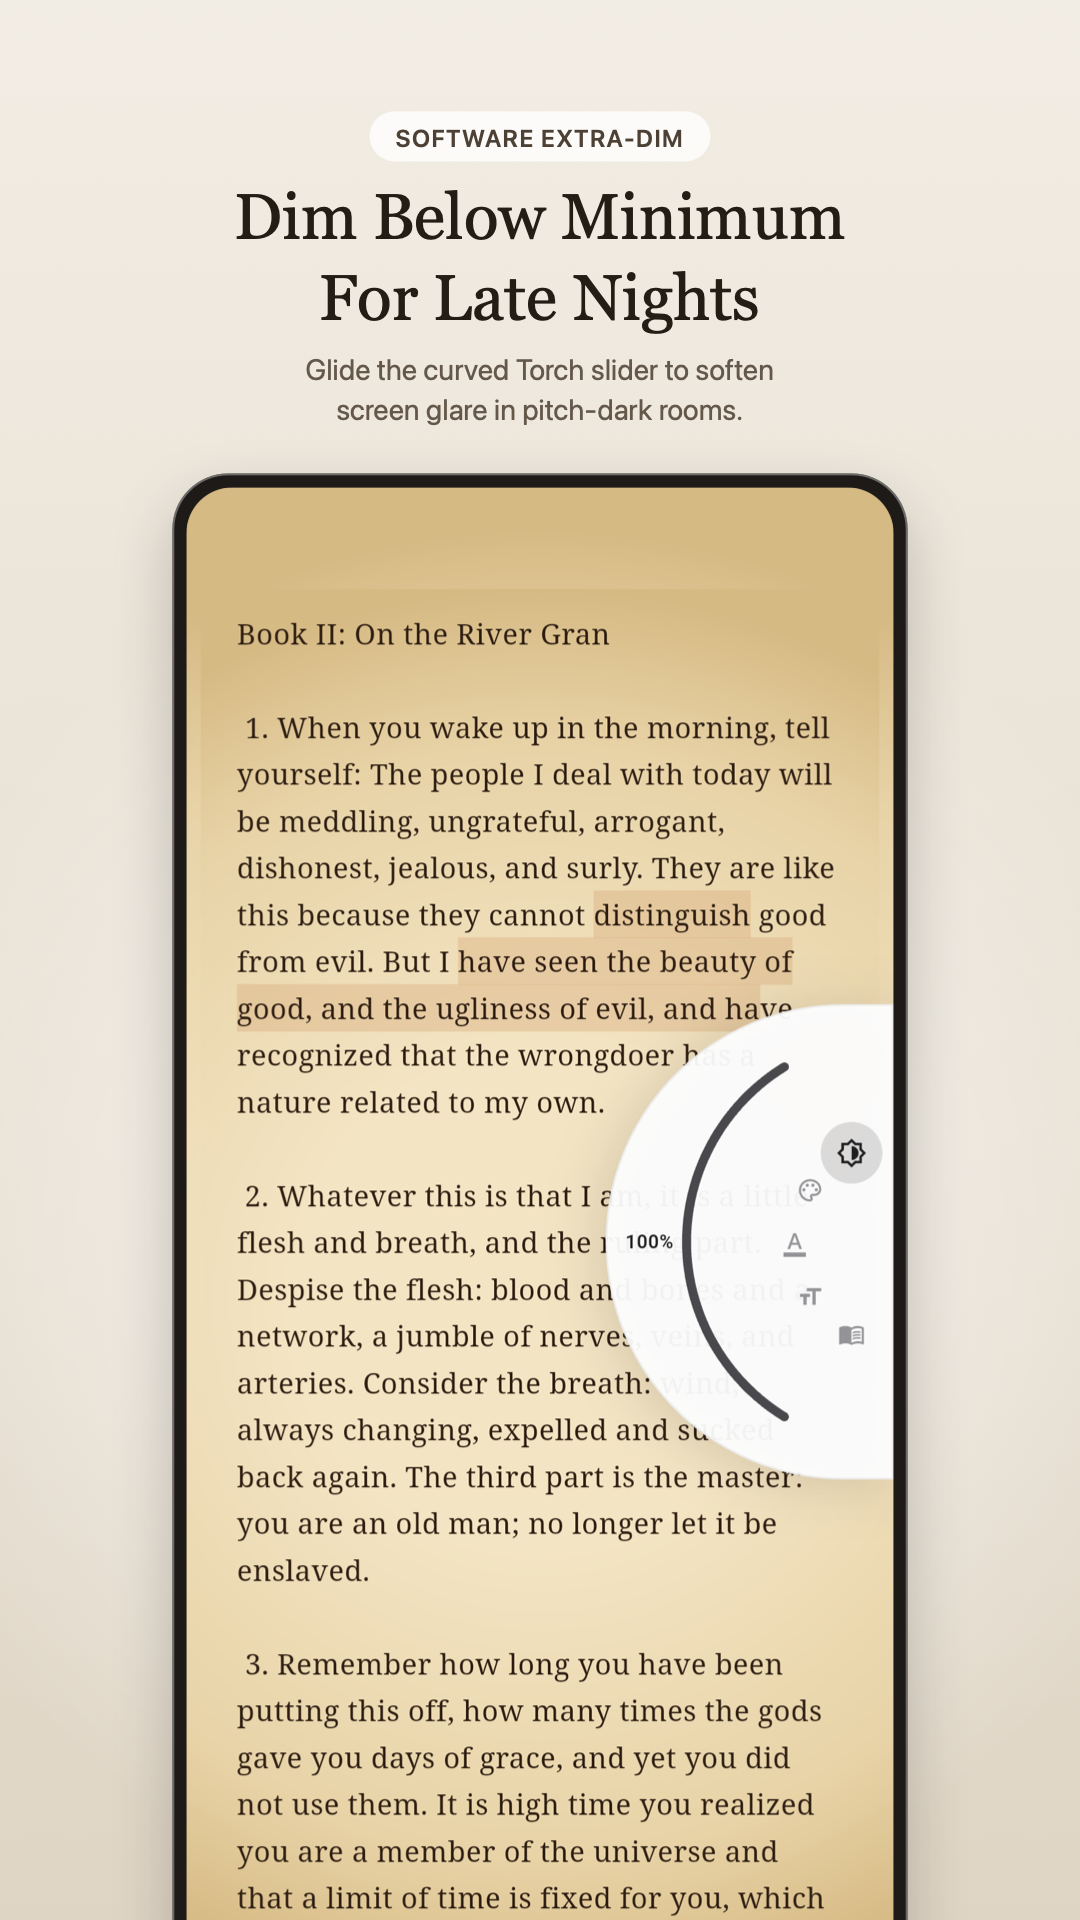 SOFTWARE EXTRA-DIM
Dim Below Minimum
For Late Nights
Glide the curved Torch slider to soften
screen glare in pitch-dark rooms.
Book II: On the River Gran
1. When you wake up in the morning, tell
yourself: The people I deal with today will
be meddling, ungrateful, arrogant,
dishonest, jealous, and surly. They are like
this because they cannot distinguish good
from evil. But I have seen the beauty of
good, and the ugliness of evil, and have
recognized that the wrongdoer has a
nature related to my own.
2. Whatever this is that I am, it is a little
flesh and breath, and the ruling part.
100%
A
Despise the flesh: blood and bones and a
network, a jumble of nerves, veins, and
arteries. Consider the breath: wind,
always changing, expelled and sucked
back again. The third part is the master:
you are an old man; no longer let it be
enslaved.
3. Remember how long you have been
putting this off, how many times the gods
gave you days of grace, and yet you did
not use them. It is high time you realized
you are a member of the universe and
that a limit of time is fixed for you, which